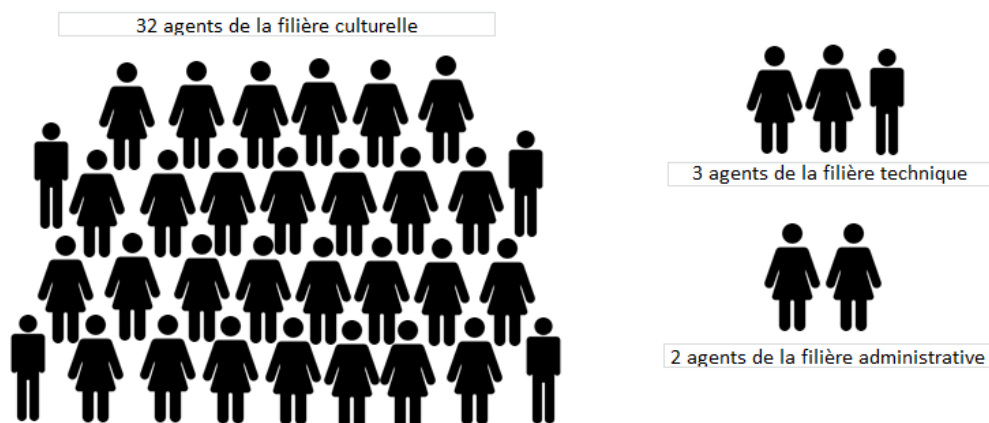 32 agents de la filière culturelle
3 agents de la filière technique
2 agents de la filière administrative